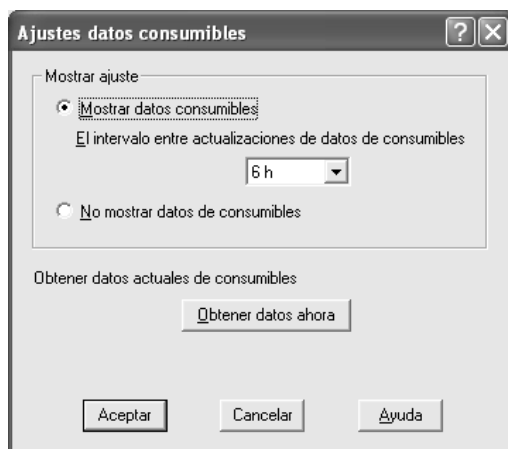 Ajustes datos consumibles
Mostrar ajuste
Mostrar datos consumibles
El intervalo entre actualizaciones de datos de consumibles
6 h
No mostrar datos de consumibles
Obtener datos actuales de consumibles
Obtener datos ahora
Aceptar
Cancelar
Ayuda